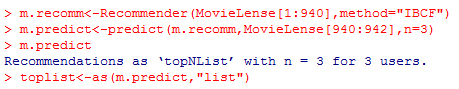 > m.recomm<-Recommender(MovieLense[1:940],method="IBCF")
> m.predict<-predict(m.recomm,MovieLense[940:942],n=3)
> m.predict
Recommendations as ‘topNList’ with n = 3 for 3 users.
> toplist<-as(m.predict,"list")